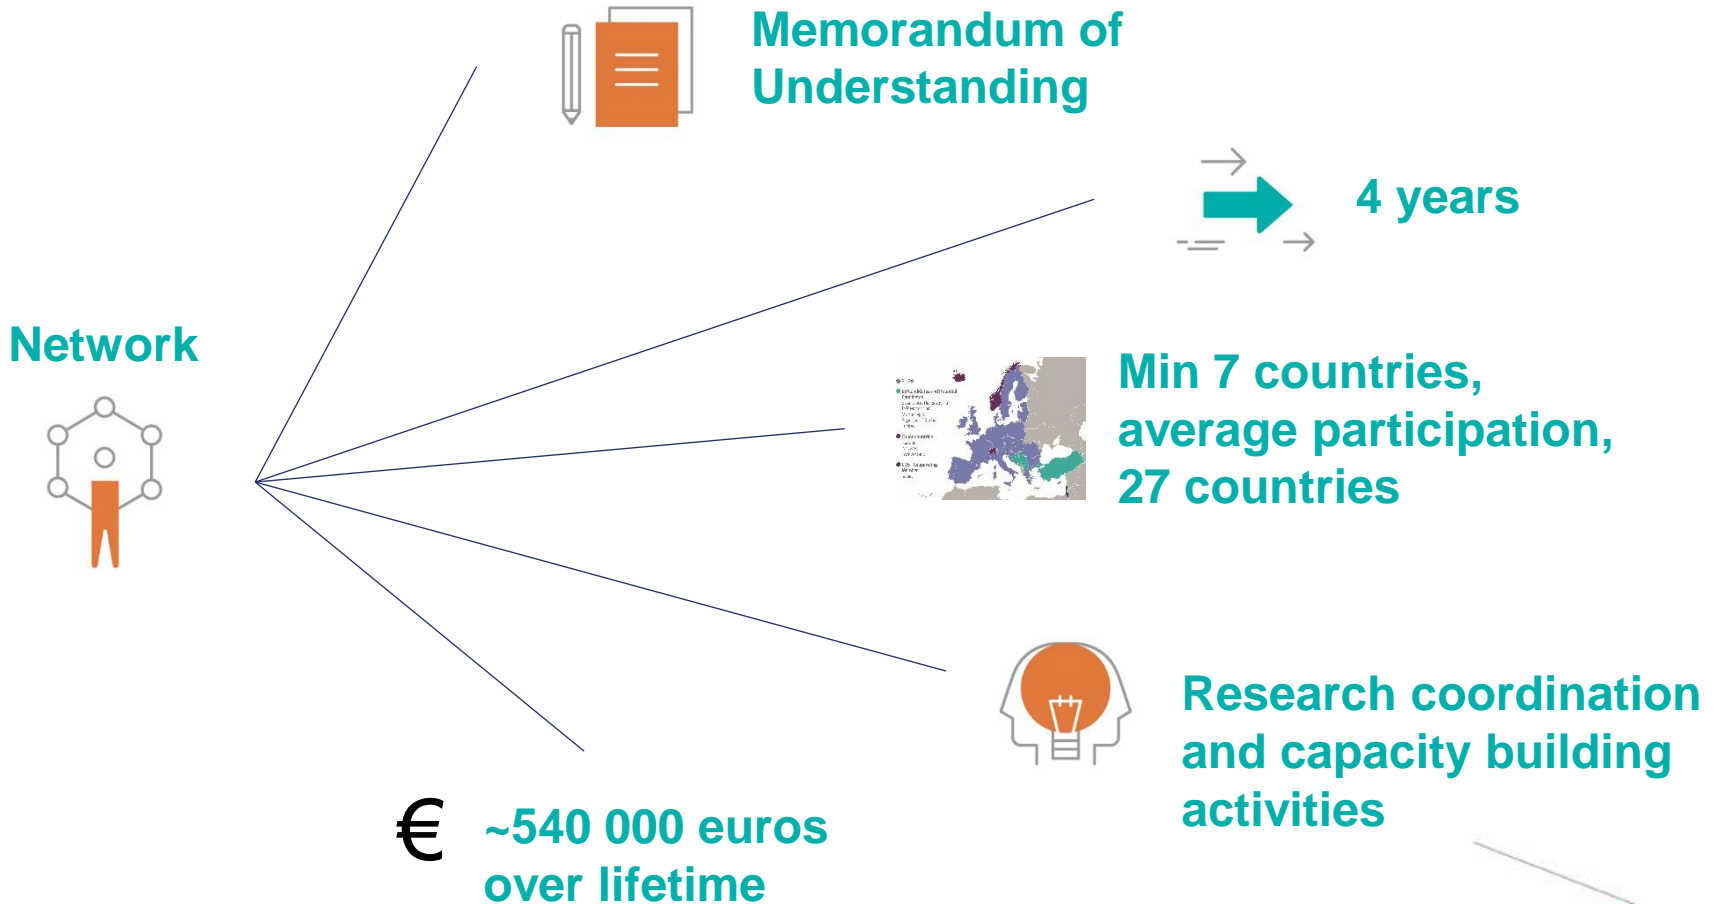 Memorandum of
Understanding
4 years
Network
Min 7 countries,
average participation,
27 countries
Research coordination
and capacity building
activities
€ ~540 000 euros
over lifetime